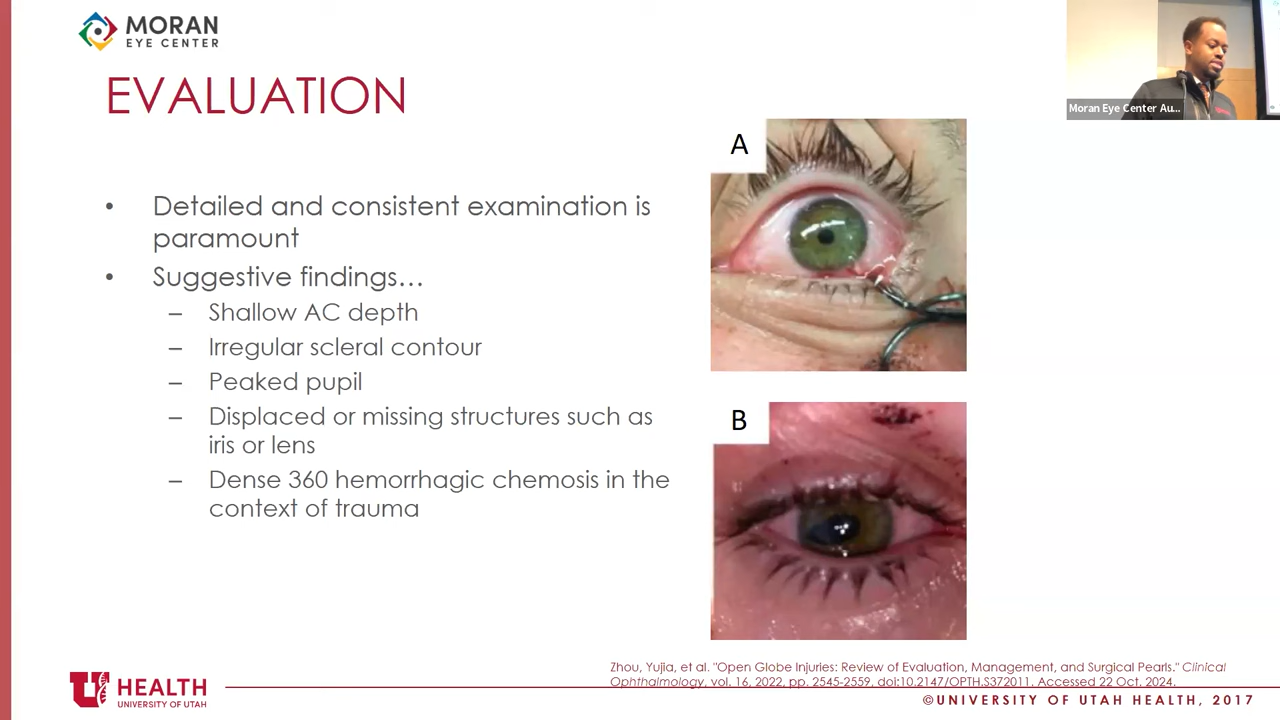 MORAN
EYE CENTER
EVALUATION
Moran Eye Center Au...
A
• Detailed and consistent examination is
paramount
• Suggestive findings…
– Shallow AC depth
– Irregular scleral contour
– Peaked pupil
– Displaced or missing structures such as
iris or lens
– Dense 360 hemorrhagic chemosis in the
context of trauma
B
Zhou, Yujia, et al. "Open Globe Injuries: Review of Evaluation, Management, and Surgical Pearls." Clinical
Ophthalmology, vol. 16, 2022, pp. 2545-2559, doi:10.2147/OPTH.S372011. Accessed 22 Oct. 2024.
U HEALTH
UNIVERSITY OF UTAH
©UNIVERSITY OF UTAH HEALTH, 2017